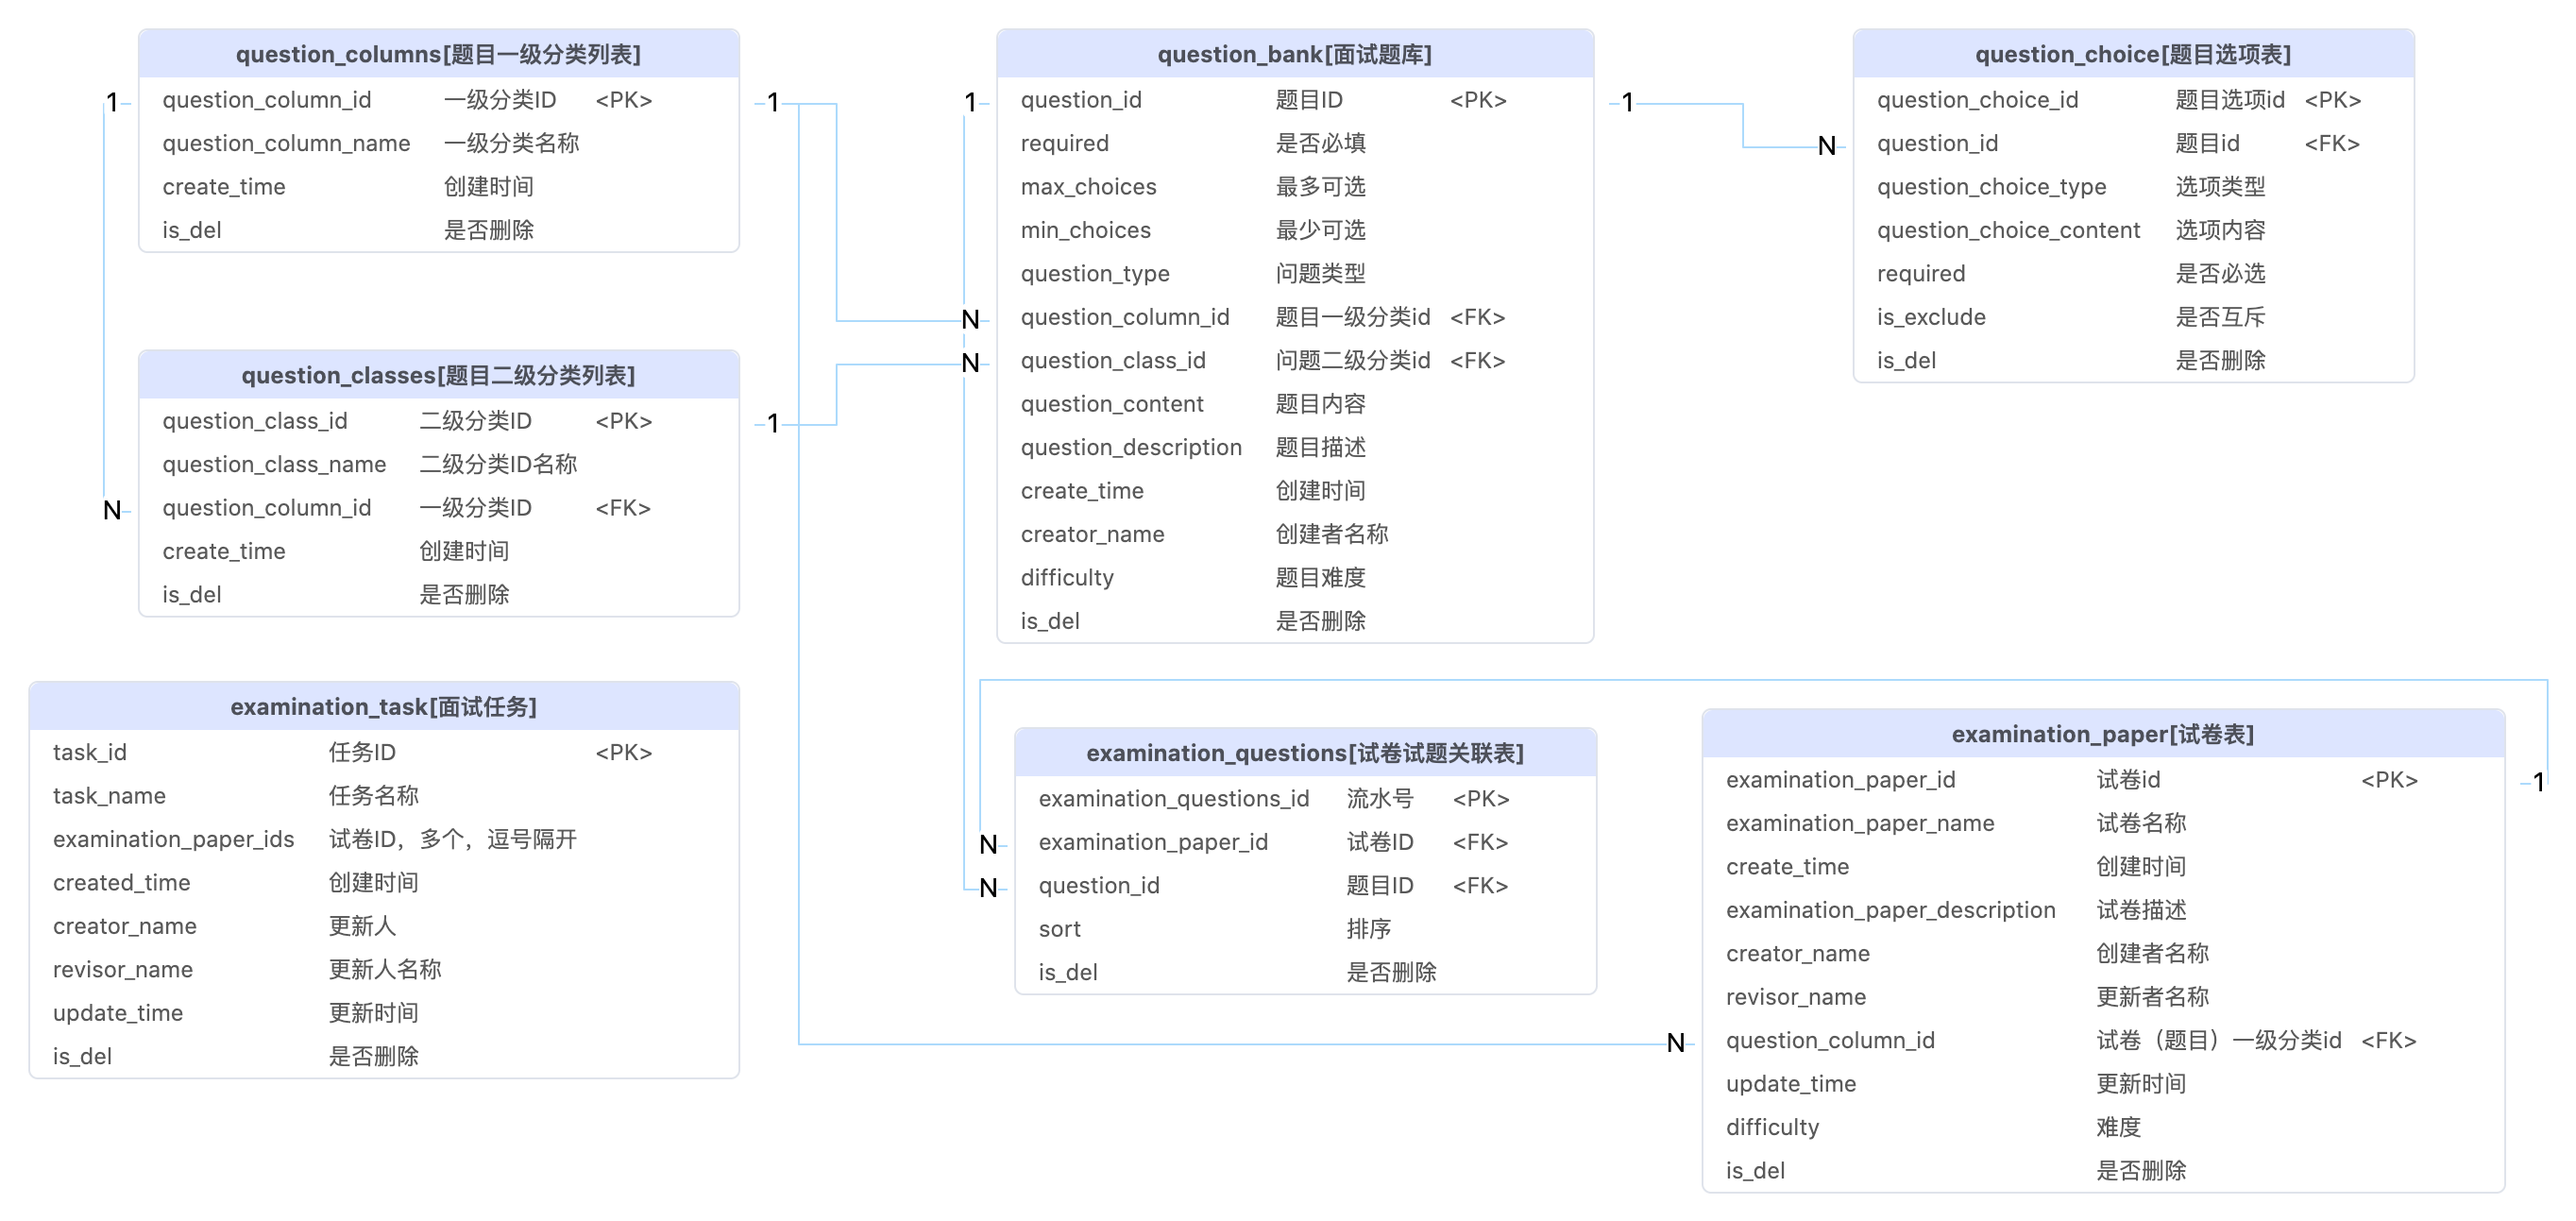 question_columns[题目一级分类列表]
question_column_id 一级分类ID <PK>
question_column_name 一级分类名称
create_time 创建时间
is_del 是否删除
1
1
question_classes[题目二级分类列表]
question_class_id 二级分类ID <PK>
question_class_name 二级分类ID名称
question_column_id 一级分类ID <FK>
create_time 创建时间
is_del 是否删除
N
1
question_bank[面试题库]
question_id 题目ID <PK>
required 是否必填
max_choices 最多可选
min_choices 最少可选
question_type 问题类型
question_column_id 题目一级分类id <FK>
question_class_id 问题二级分类id <FK>
question_content 题目内容
question_description 题目描述
create_time 创建时间
creator_name 创建者名称
difficulty 题目难度
is_del 是否删除
1
N
N
1
question_choice[题目选项表]
question_choice_id 题目选项id <PK>
question_id 题目id <FK>
question_choice_type 选项类型
question_choice_content 选项内容
required 是否必选
is_exclude 是否互斥
is_del 是否删除
N
examination_task[面试任务]
task_id 任务ID <PK>
task_name 任务名称
examination_paper_ids 试卷ID，多个，逗号隔开
created_time 创建时间
creator_name 更新人
revisor_name 更新人名称
update_time 更新时间
is_del 是否删除
examination_questions[试卷试题关联表]
examination_questions_id 流水号 <PK>
examination_paper_id 试卷ID <FK>
question_id 题目ID <FK>
sort 排序
is_del 是否删除
N
N
examination_paper[试卷表]
examination_paper_id 试卷id <PK>
examination_paper_name 试卷名称
create_time 创建时间
examination_paper_description 试卷描述
creator_name 创建者名称
revisor_name 更新者名称
question_column_id 试卷（题目）一级分类id <FK>
update_time 更新时间
difficulty 难度
is_del 是否删除
1
N